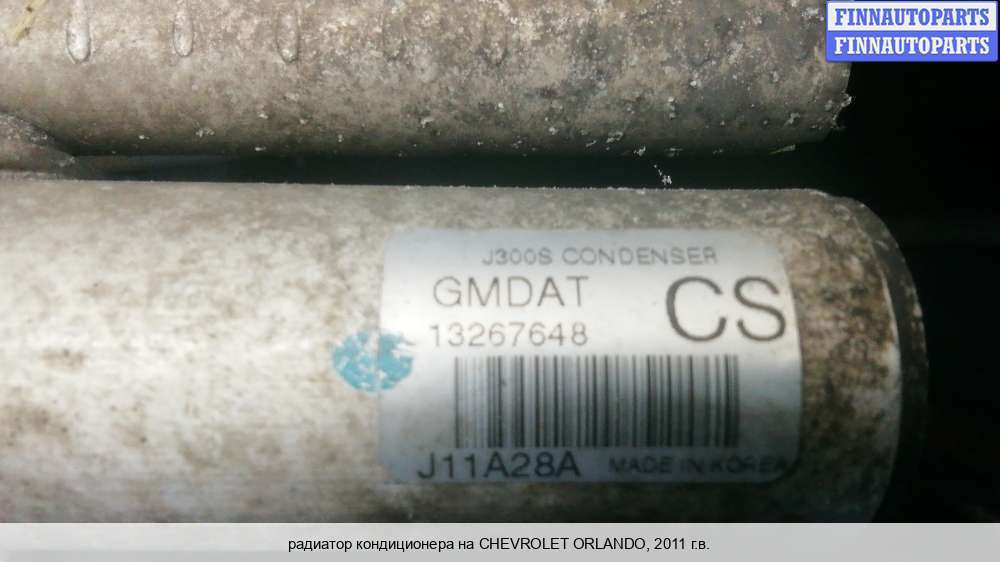 FINNAUTOPARTS
FINNAUTOPARTS
J300S CONDENSER
GMDAT
CS
13267648
J11A28A MADE IN KOREA
радиатор кондиционера на CHEVROLET ORLANDO, 2011 г.в.